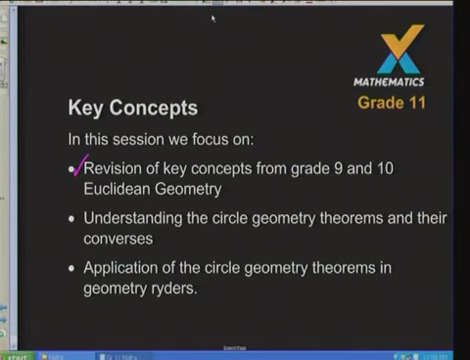 MATHEMATICS
Grade 11
Key Concepts
In this session we focus on:
• Revision of key concepts from grade 9 and 10
Euclidean Geometry
• Understanding the circle geometry theorems and their
converses
• Application of the circle geometry theorems in
geometry ryders.
start